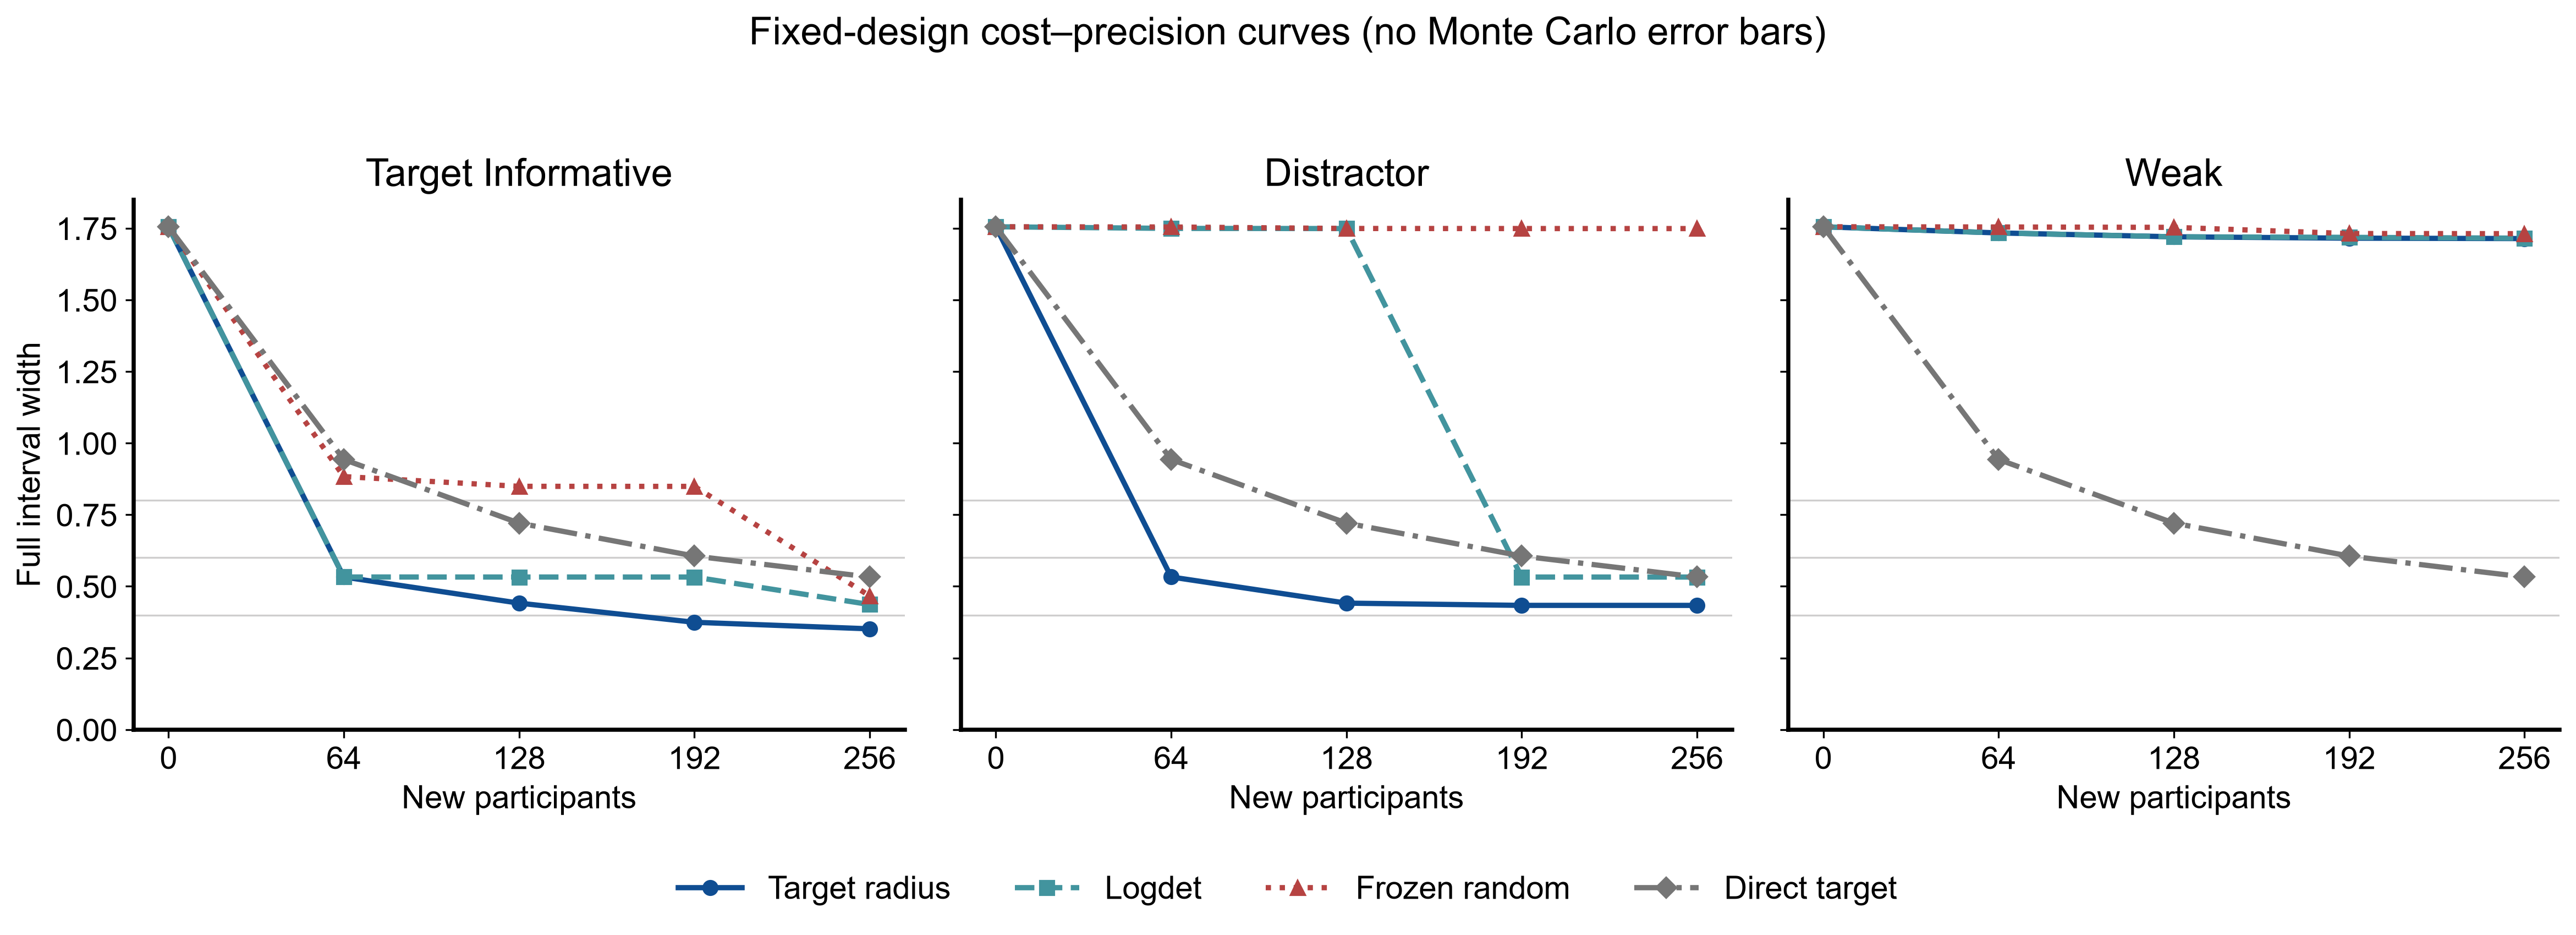 Fixed-design cost–precision curves (no Monte Carlo error bars)
Target Informative
Distractor
Weak
Full interval width
1.75
1.50
1.25
1.00
0.75
0.50
0.25
0.00
0 64 128 192 256
0 64 128 192 256
0 64 128 192 256
New participants
New participants
New participants
Target radius
Logdet
Frozen random
Direct target